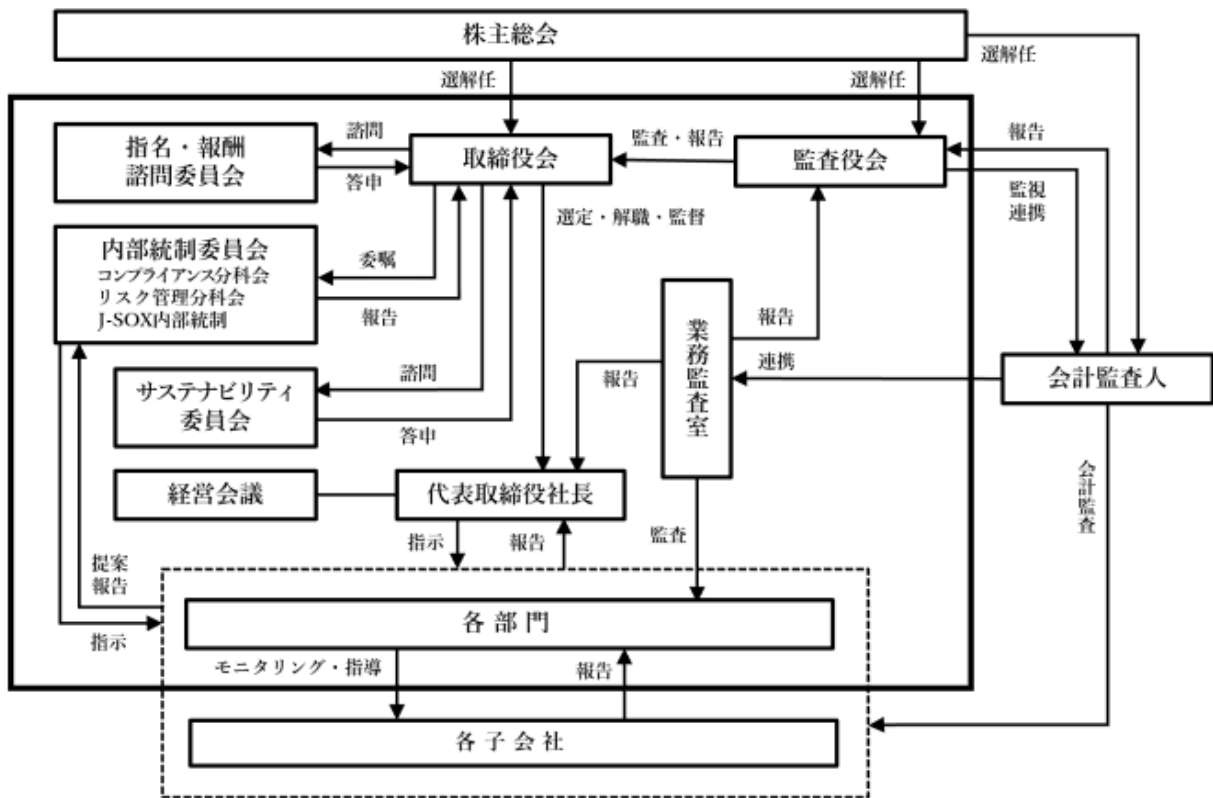 株主総会
選解任
選解任
選解任
諮問
監査・報告
報告
指名・報酬
諮問委員会
取締役会
監査役会
答申
監視
連携
選定・解職・監督
内部統制委員会
コンプライアンス分科会
リスク管理分科会
J-SOX内部統制
委嘱
報告
業務監査室
報告
連携
会計監査人
諮問
報告
サステナビリティ
委員会
答申
会計監査
経営会議
代表取締役社長
指示
報告
監査
提案
報告
各部門
指示
モニタリング・指導
報告
各子会社